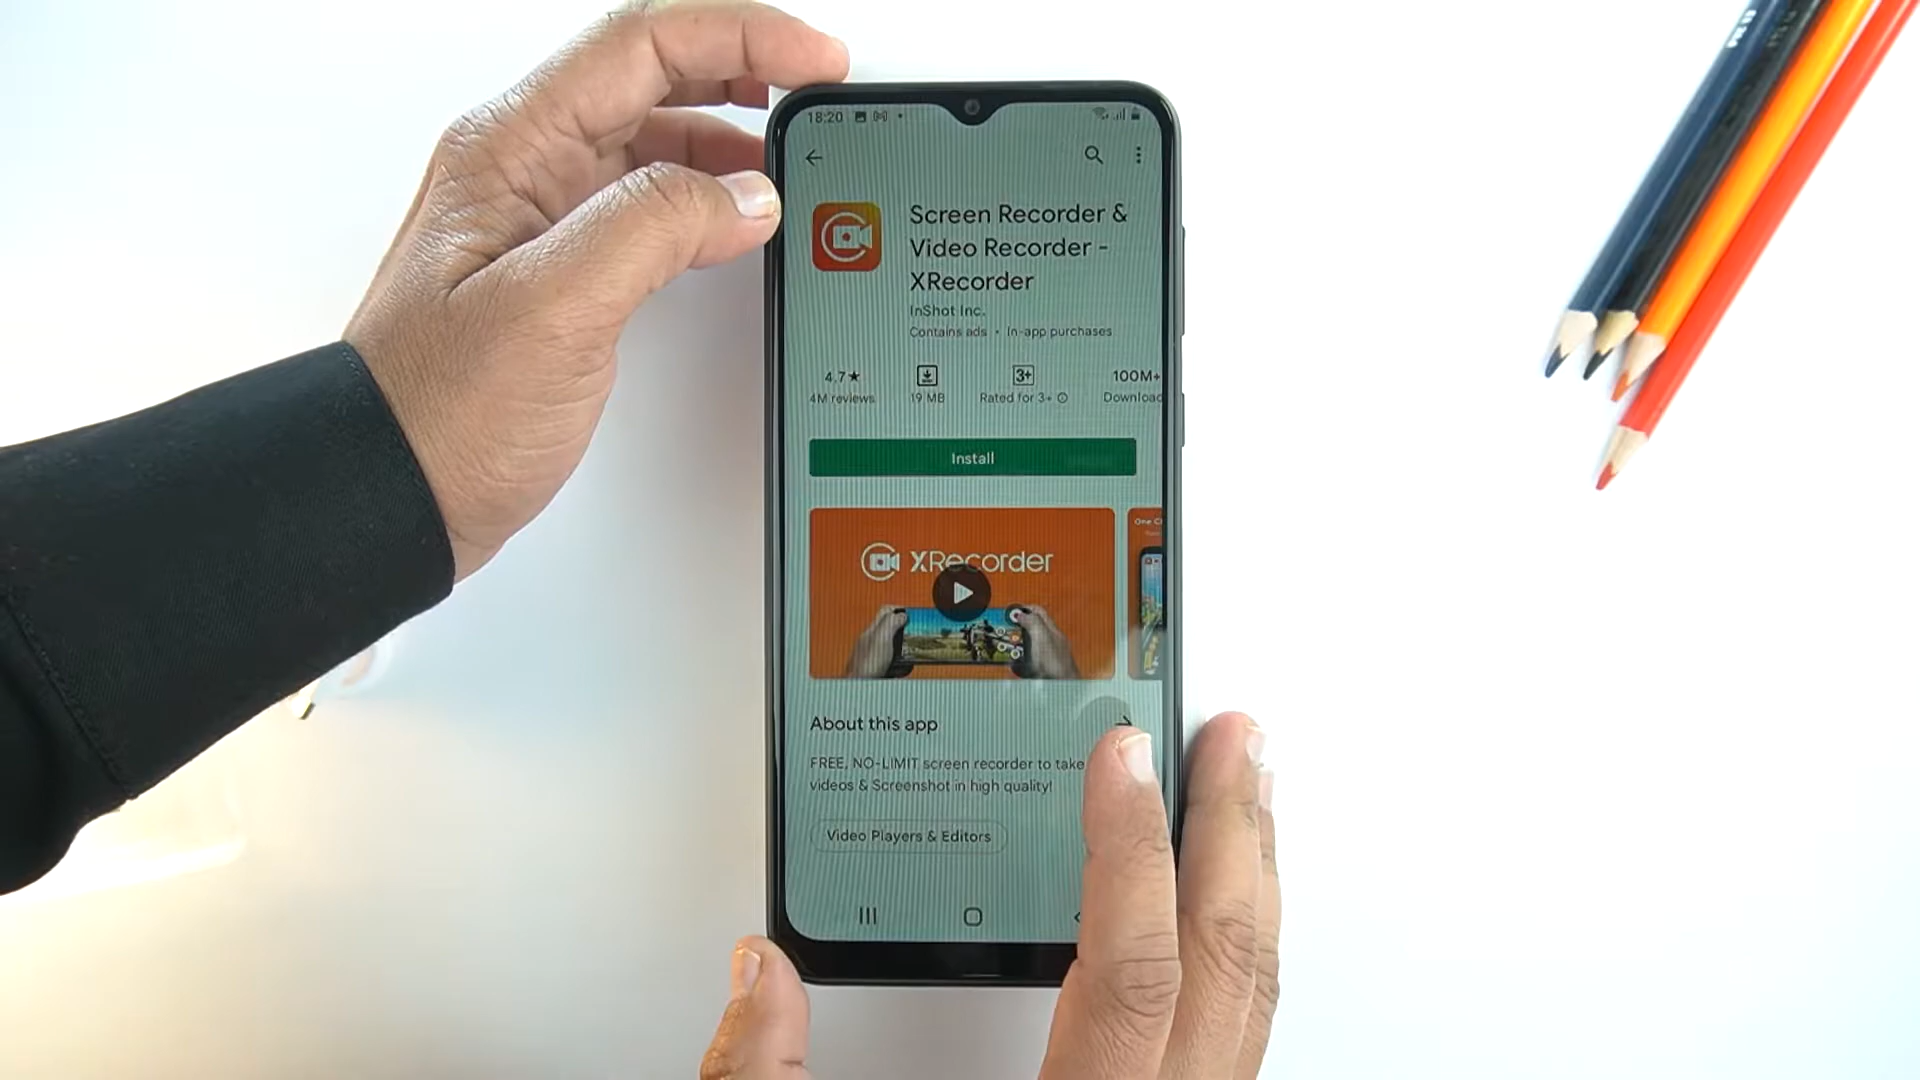 18:20
Screen Recorder &
Video Recorder -
XRecorder
InShot Inc.
Contains ads • In-app purchases
4.7★ 3+ 100M+
4M reviews 19 MB Rated for 3+
Install
XRecorder
One
About this app
FREE, NO-LIMIT screen recorder to take
videos & Screenshot in high quality!
Video Players & Editors